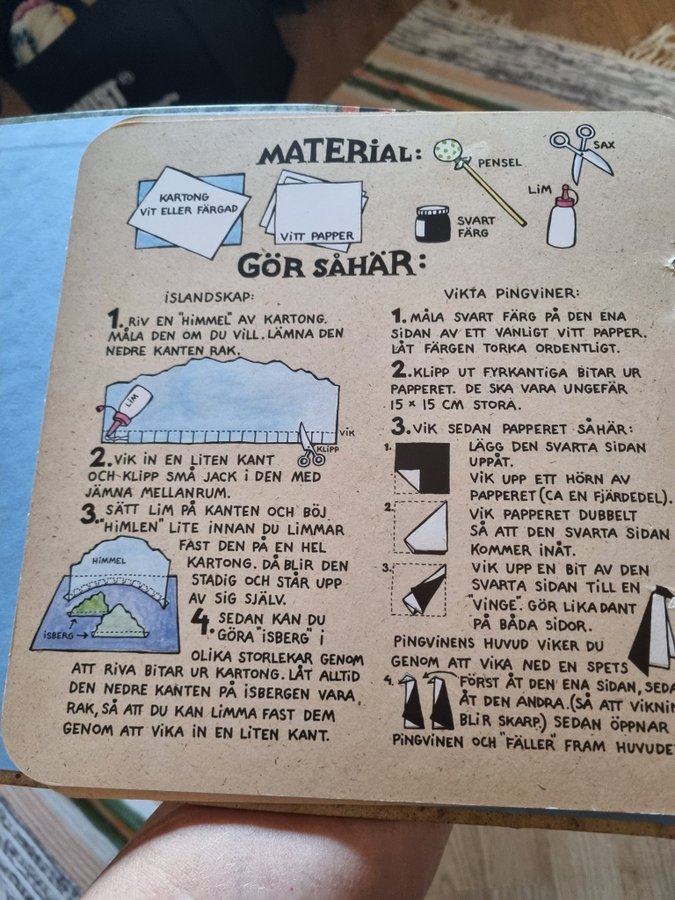 MATERIAL:
PENSEL
SAX
LIM
KARTONG
VIT ELLER FÄRGAD
VITT PAPPER
SVART
FÄRG
GÖR SÅHÄR:
ISLANDSKAP:
1. RIV EN "HIMMEL" AV KARTONG.
MÅLA DEN OM DU VILL. LÄMNA DEN
NEDRE KANTEN RAK.
LIM
VIK
KLIPP
2. VIK IN EN LITEN KANT
OCH KLIPP SMÅ JACK I DEN MED
JÄMNA MELLANRUM.
3. SÄTT LIM PÅ KANTEN OCH BÖJ
"HIMLEN" LITE INNAN DU LIMMAR
FAST DEN PÅ EN HEL
KARTONG. DÅ BLIR DEN
STADIG OCH STÅR UPP
AV SIG SJÄLV.
HIMMEL
ISBERG
4. SEDAN KAN DU
GÖRA "ISBERG" I
OLIKA STORLEKAR GENOM
ATT RIVA BITAR UR KARTONG. LÅT ALLTID
DEN NEDRE KANTEN PÅ ISBERGEN VARA
RAK, SÅ ATT DU KAN LIMMA FAST DEM
GENOM ATT VIKA IN EN LITEN KANT.
VIKTA PINGVINER:
1. MÅLA SVART FÄRG PÅ DEN ENA
SIDAN AV ETT VANLIGT VITT PAPPER.
LÅT FÄRGEN TORKA ORDENTLIGT.
2. KLIPP UT FYRKANTIGA BITAR UR
PAPPERET. DE SKA VARA UNGEFÄR
15 × 15 CM STORA.
3. VIK SEDAN PAPPERET SÅHÄR:
1. LÄGG DEN SVARTA SIDAN
UPPÅT.
VIK UPP ETT HÖRN AV
PAPPERET (CA EN FJÄRDEDEL).
2. VIK PAPPERET DUBBELT
SÅ ATT DEN SVARTA SIDAN
KOMMER INÅT.
3. VIK UPP EN BIT AV DEN
SVARTA SIDAN TILL EN
"VINGE". GÖR LIKADANT
PÅ BÅDA SIDOR.
PINGVINENS HUVUD VIKER DU
GENOM ATT VIKA NED EN SPETS
4. FÖRST ÅT DEN ENA SIDAN, SEDA
ÅT DEN ANDRA. (SÅ ATT VIKNIN
BLIR SKARP.) SEDAN ÖPPNAR
PINGVINEN OCH "FÄLLER" FRAM HUVUDE